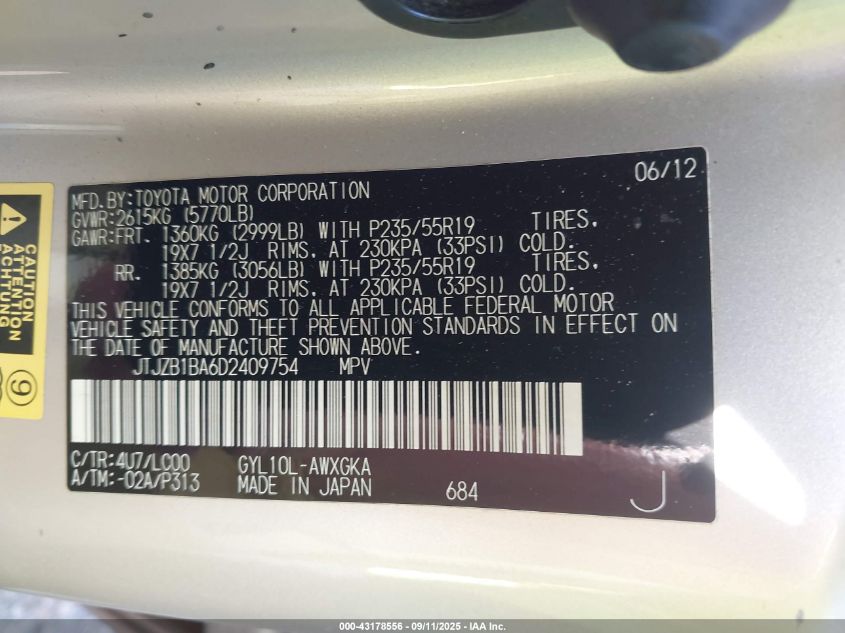 06/12
MFD.BY:TOYOTA MOTOR CORPORATION
GVWR:2615KG (5770LB)
GAWR:FRT. 1360KG (2999LB) WITH P235/55R19 TIRES,
19X7 1/2J RIMS, AT 230KPA (33PSI) COLD.
RR. 1385KG (3056LB) WITH P235/55R19 TIRES,
19X7 1/2J RIMS, AT 230KPA (33PSI) COLD.
THIS VEHICLE CONFORMS TO ALL APPLICABLE FEDERAL MOTOR
VEHICLE SAFETY AND THEFT PREVENTION STANDARDS IN EFFECT ON
THE DATE OF MANUFACTURE SHOWN ABOVE.
JTJZB1BA6D2409754 MPV
C/TR:4U7/LC00 GYL10L-AWXGKA
A/TM:-02A/P313 MADE IN JAPAN 684 J
CAUTION
ATTENTION
ACHTUNG
9
000-43178556 - 09/11/2025 - IAA Inc.